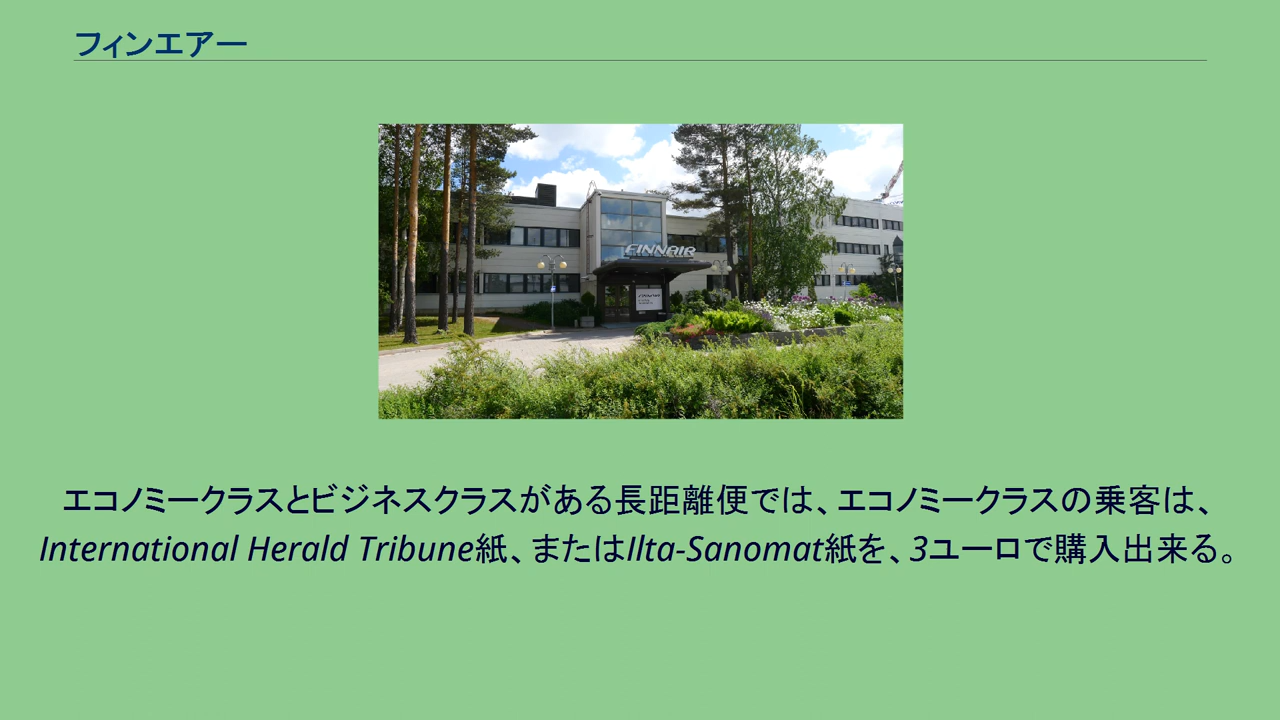 フィンエアー
FINNAIR
エコノミークラスとビジネスクラスがある長距離便では、エコノミークラスの乗客は、
International Herald Tribune紙、またはIlta-Sanomat紙を、3ユーロで購入出来る。